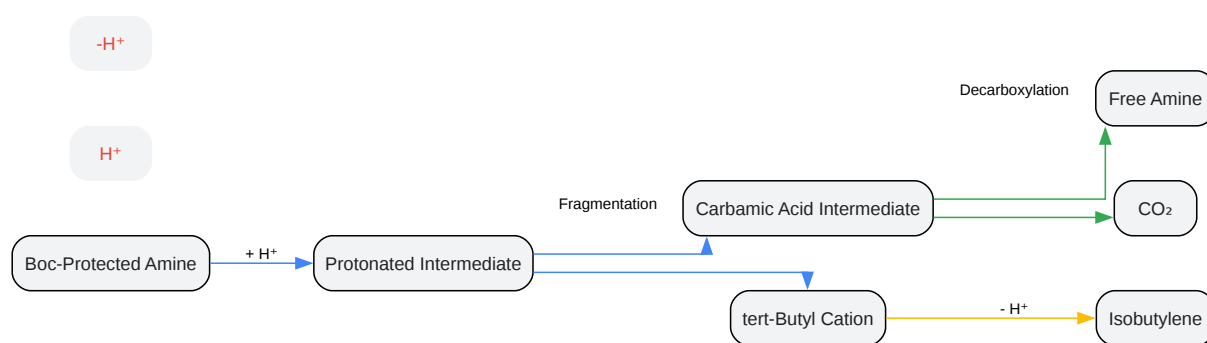 -H⁺
Decarboxylation
Free Amine
H⁺
Fragmentation
Carbamic Acid Intermediate
CO₂
Boc-Protected Amine
+ H⁺
Protonated Intermediate
tert-Butyl Cation
- H⁺
Isobutylene